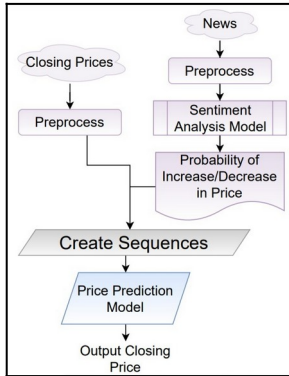 News
Closing Prices
Preprocess
Preprocess
Sentiment
Analysis Model
Probability of
Increase/Decrease
in Price
Create Sequences
Price Prediction
Model
Output Closing
Price